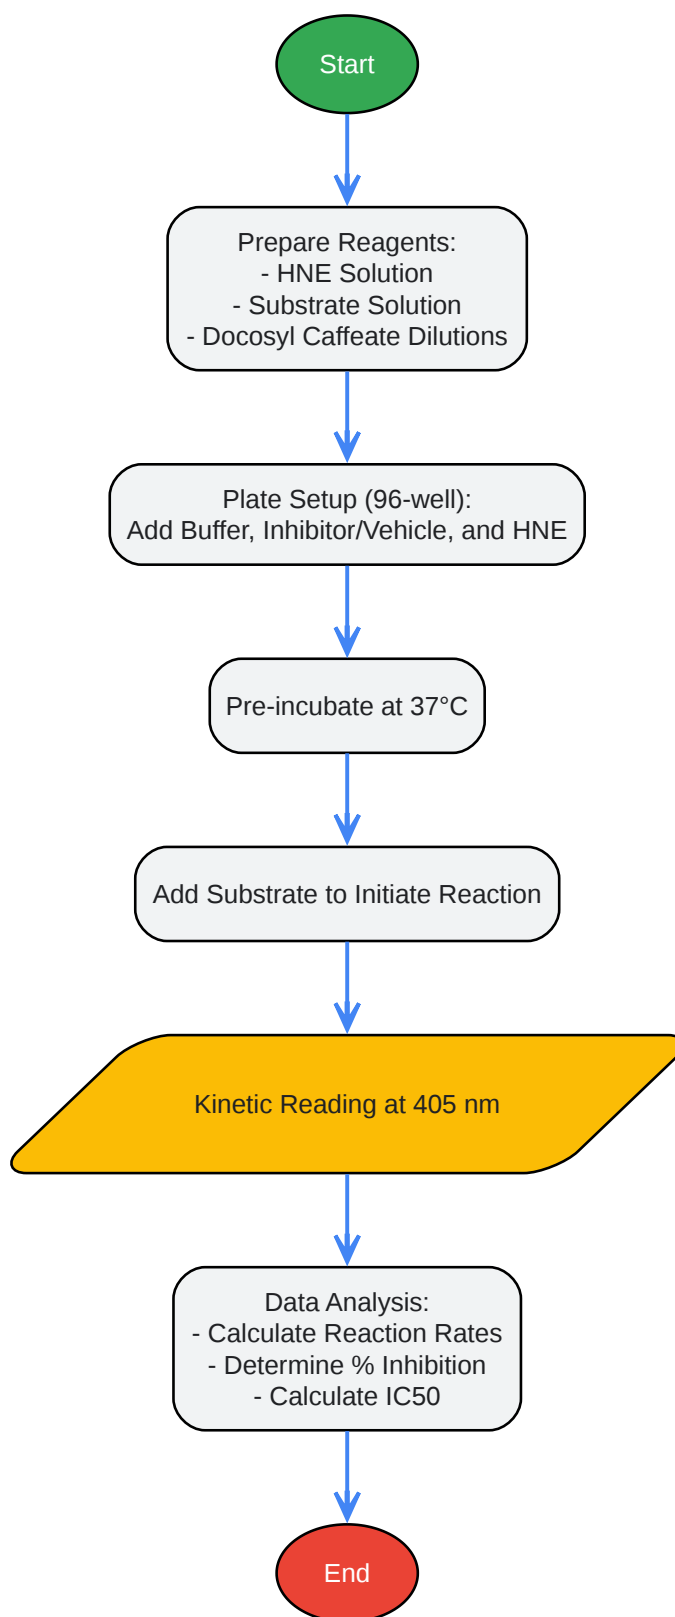 Start
Prepare Reagents:
- HNE Solution
- Substrate Solution
- Docosyl Caffeate Dilutions
Plate Setup (96-well):
Add Buffer, Inhibitor/Vehicle, and HNE
Pre-incubate at 37°C
Add Substrate to Initiate Reaction
Kinetic Reading at 405 nm
Data Analysis:
- Calculate Reaction Rates
- Determine % Inhibition
- Calculate IC50
End